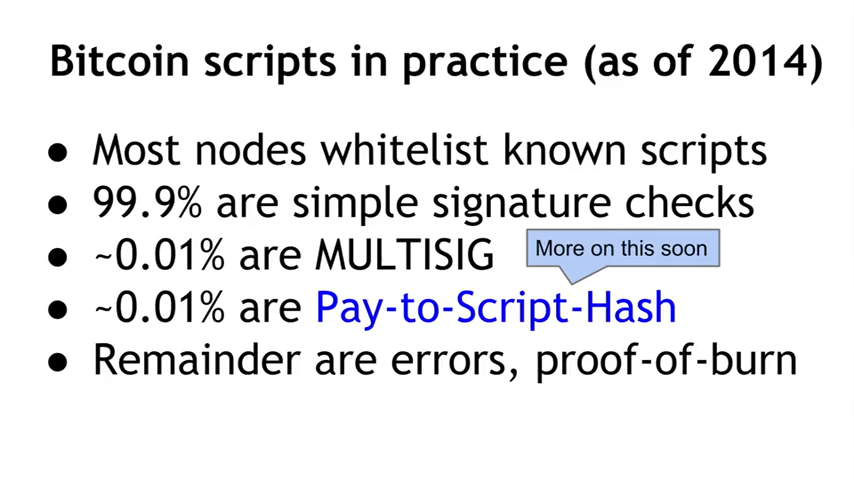 Bitcoin scripts in practice (as of 2014)
● Most nodes whitelist known scripts
● 99.9% are simple signature checks
● ~0.01% are MULTISIG
More on this soon
● ~0.01% are Pay-to-Script-Hash
● Remainder are errors, proof-of-burn